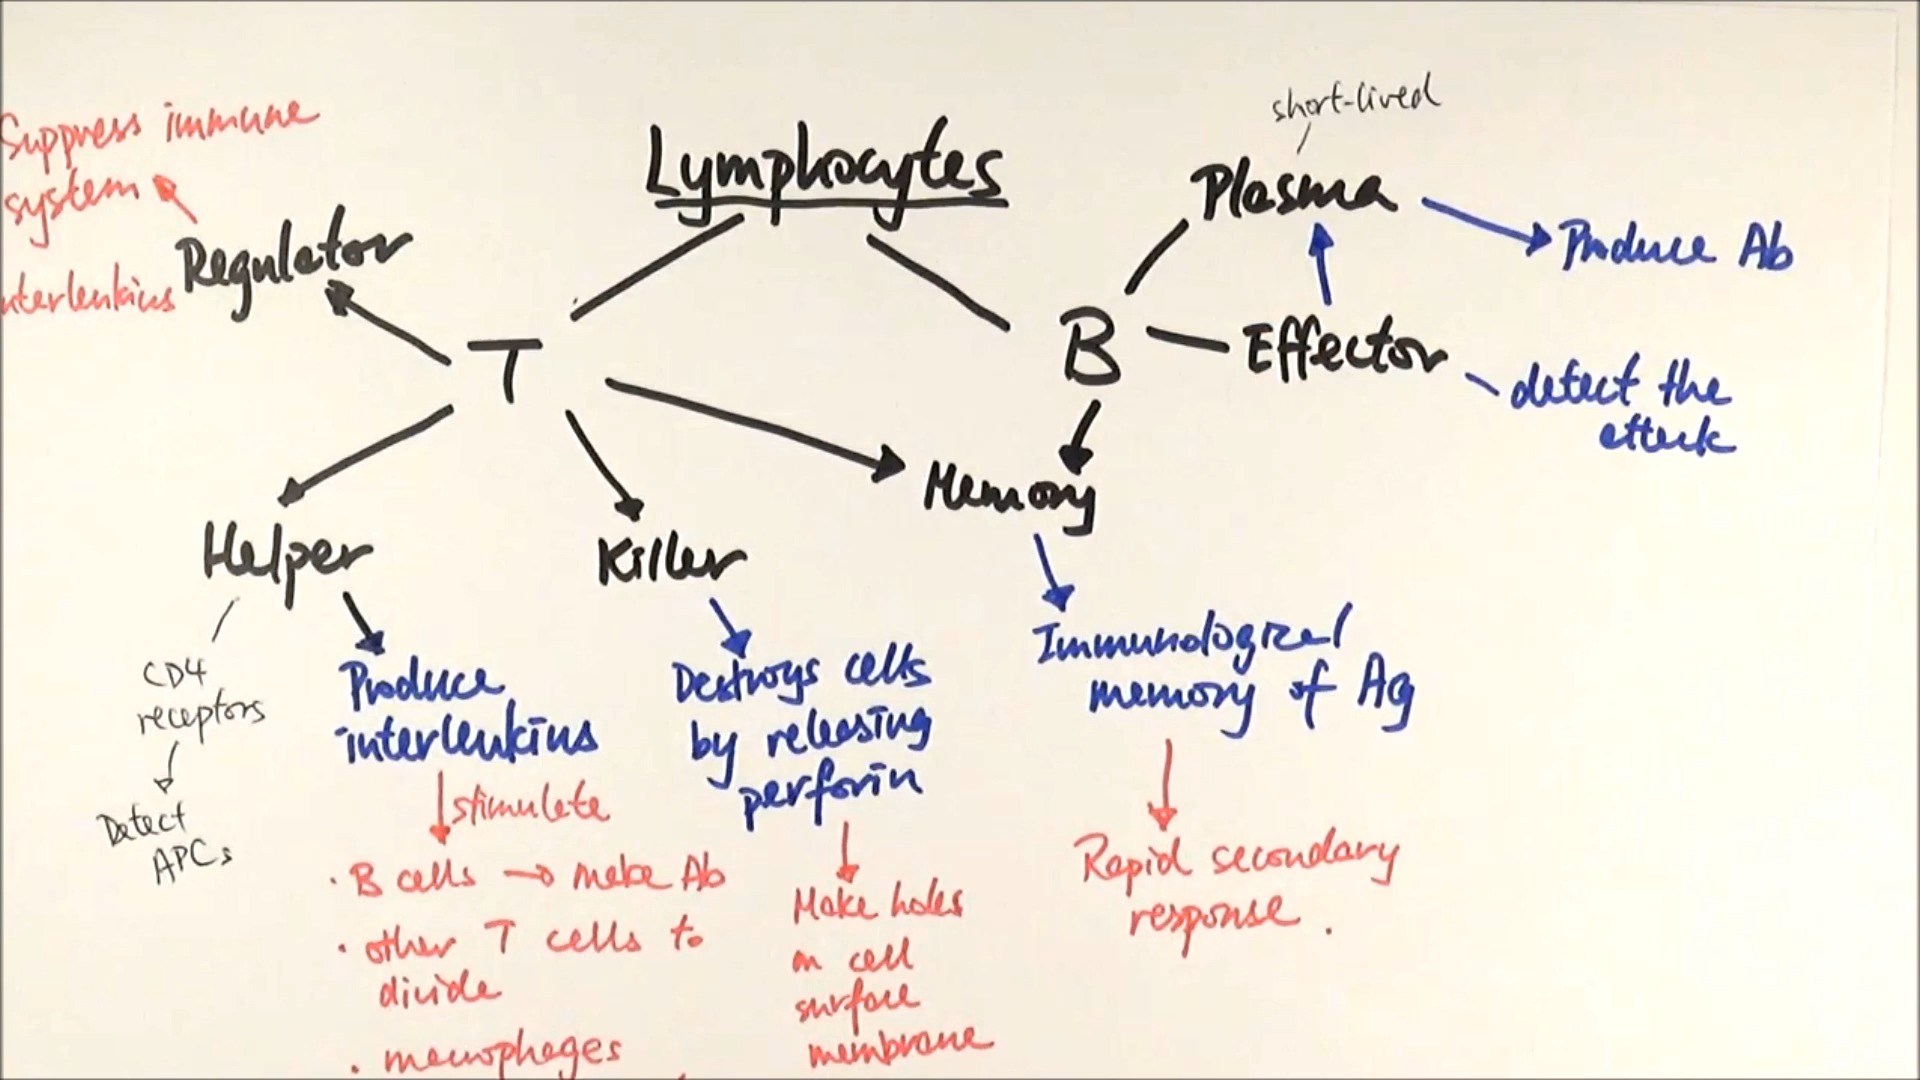 Lymphocytes
short-lived
Plasma
Produce Ab
Suppress immune
system
Regulator
interleukins
T
B
Effector
detect the
attack
Memory
Helper
Killer
CD4
receptors
Detect
APCs
Produce
interleukins
stimulate
· B cells → make Ab
· other T cells to
divide
· macrophages
Destroys cells
by releasing
perforin
Make holes
on cell
surface
membrane
Immunological
memory of Ag
Rapid secondary
response.